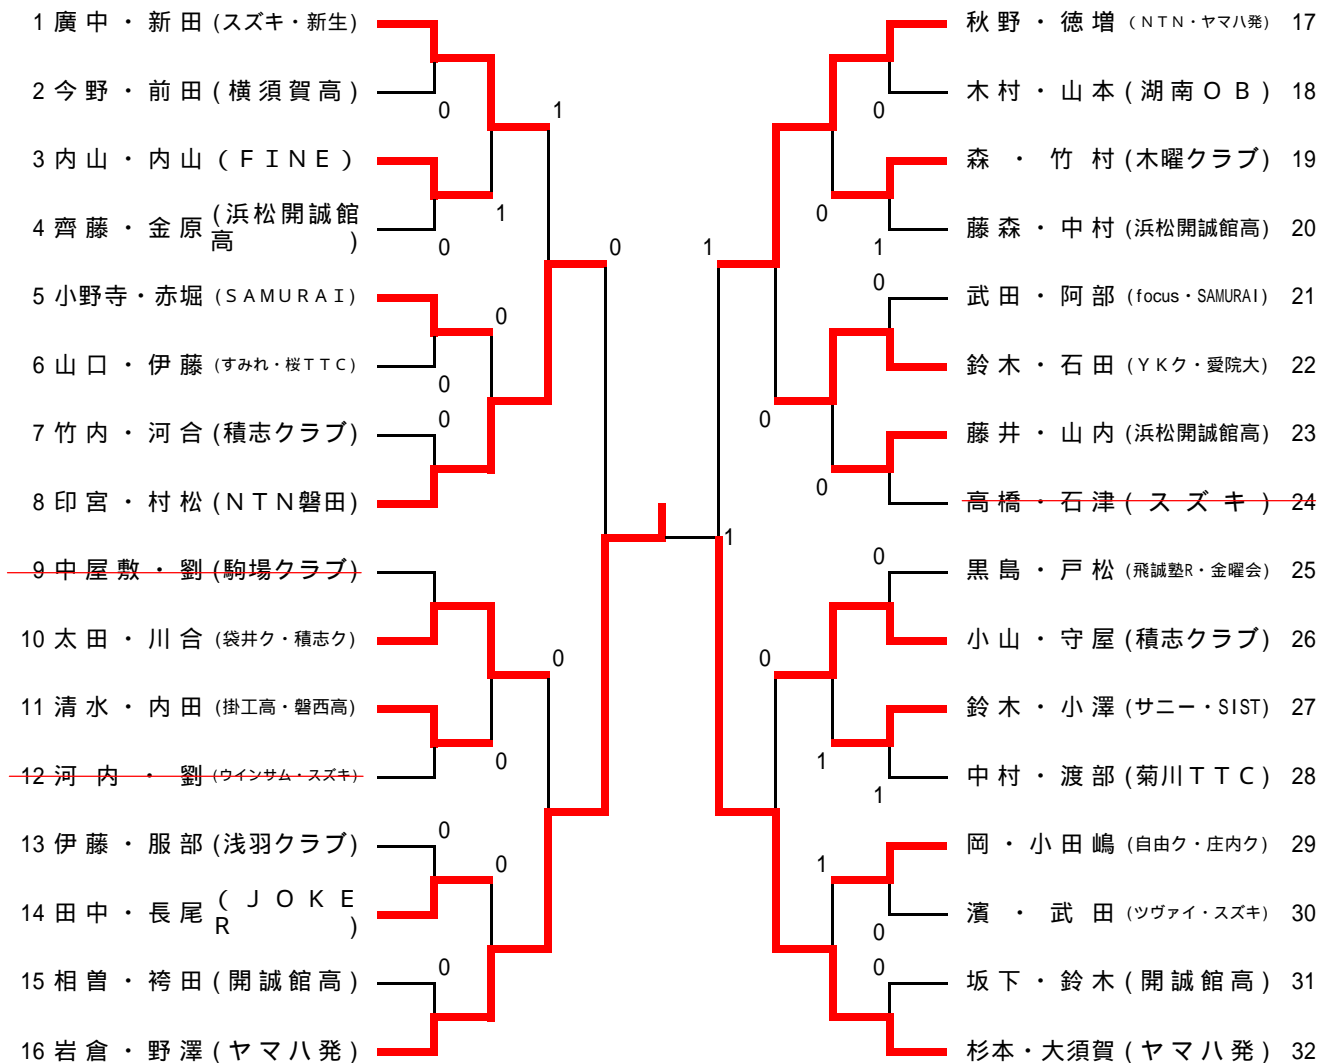 1 廣中・新田 (スズキ・新生)
0
2 今野・前田 (横須賀高)
1
3 内山・内山 (ＦＩＮＥ)
1
4 齊藤・金原 (浜松開誠館高)
0
0
5 小野寺・赤堀 (ＳＡＭＵＲＡＩ)
0
6 山口・伊藤 (すみれ・桜ＴＴＣ)
0
0
7 竹内・河合 (積志クラブ)
8 印宮・村松 (ＮＴＮ磐田)
9 中屋敷・劉 (駒場クラブ)
10 太田・川合 (袋井ク・積志ク)
0
11 清水・内田 (掛工高・磐西高)
0
12 河内・劉 (ウインサム・スズキ)
0
13 伊藤・服部 (浅羽クラブ)
0
14 田中・長尾 (ＪＯＫＥＲ)
0
15 相曽・袴田 (開誠館高)
16 岩倉・野澤 (ヤマハ発)
1
秋野・徳増 (ＮＴＮ・ヤマハ発) 17
0
木村・山本 (湖南ＯＢ) 18
森・竹村 (木曜クラブ) 19
0
藤森・中村 (浜松開誠館高) 20
1
1
0
武田・阿部 (focus・SAMURAI) 21
鈴木・石田 (ＹＫク・愛院大) 22
0
藤井・山内 (浜松開誠館高) 23
0
高橋・石津 (スズキ) 24
0
黒島・戸松 (飛誠塾R・金曜会) 25
小山・守屋 (積志クラブ) 26
0
鈴木・小澤 (サニー・SIST) 27
1
中村・渡部 (菊川ＴＴＣ) 28
1
岡・小田嶋 (自由ク・庄内ク) 29
1
濱・武田 (ツヴァイ・スズキ) 30
0
0
坂下・鈴木 (開誠館高) 31
杉本・大須賀 (ヤマハ発) 32